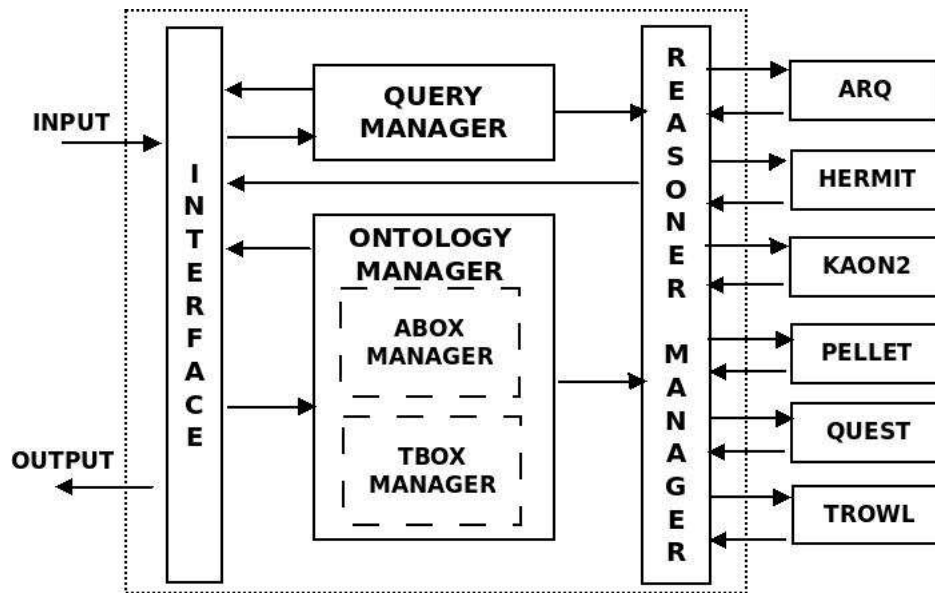 INPUT
OUTPUT
INTERFACE
QUERY
MANAGER
ONTOLOGY
MANAGER
ABOX
MANAGER
TBOX
MANAGER
REASONER MANAGER
ARQ
HERMIT
KAON2
PELLET
QUEST
TROWL